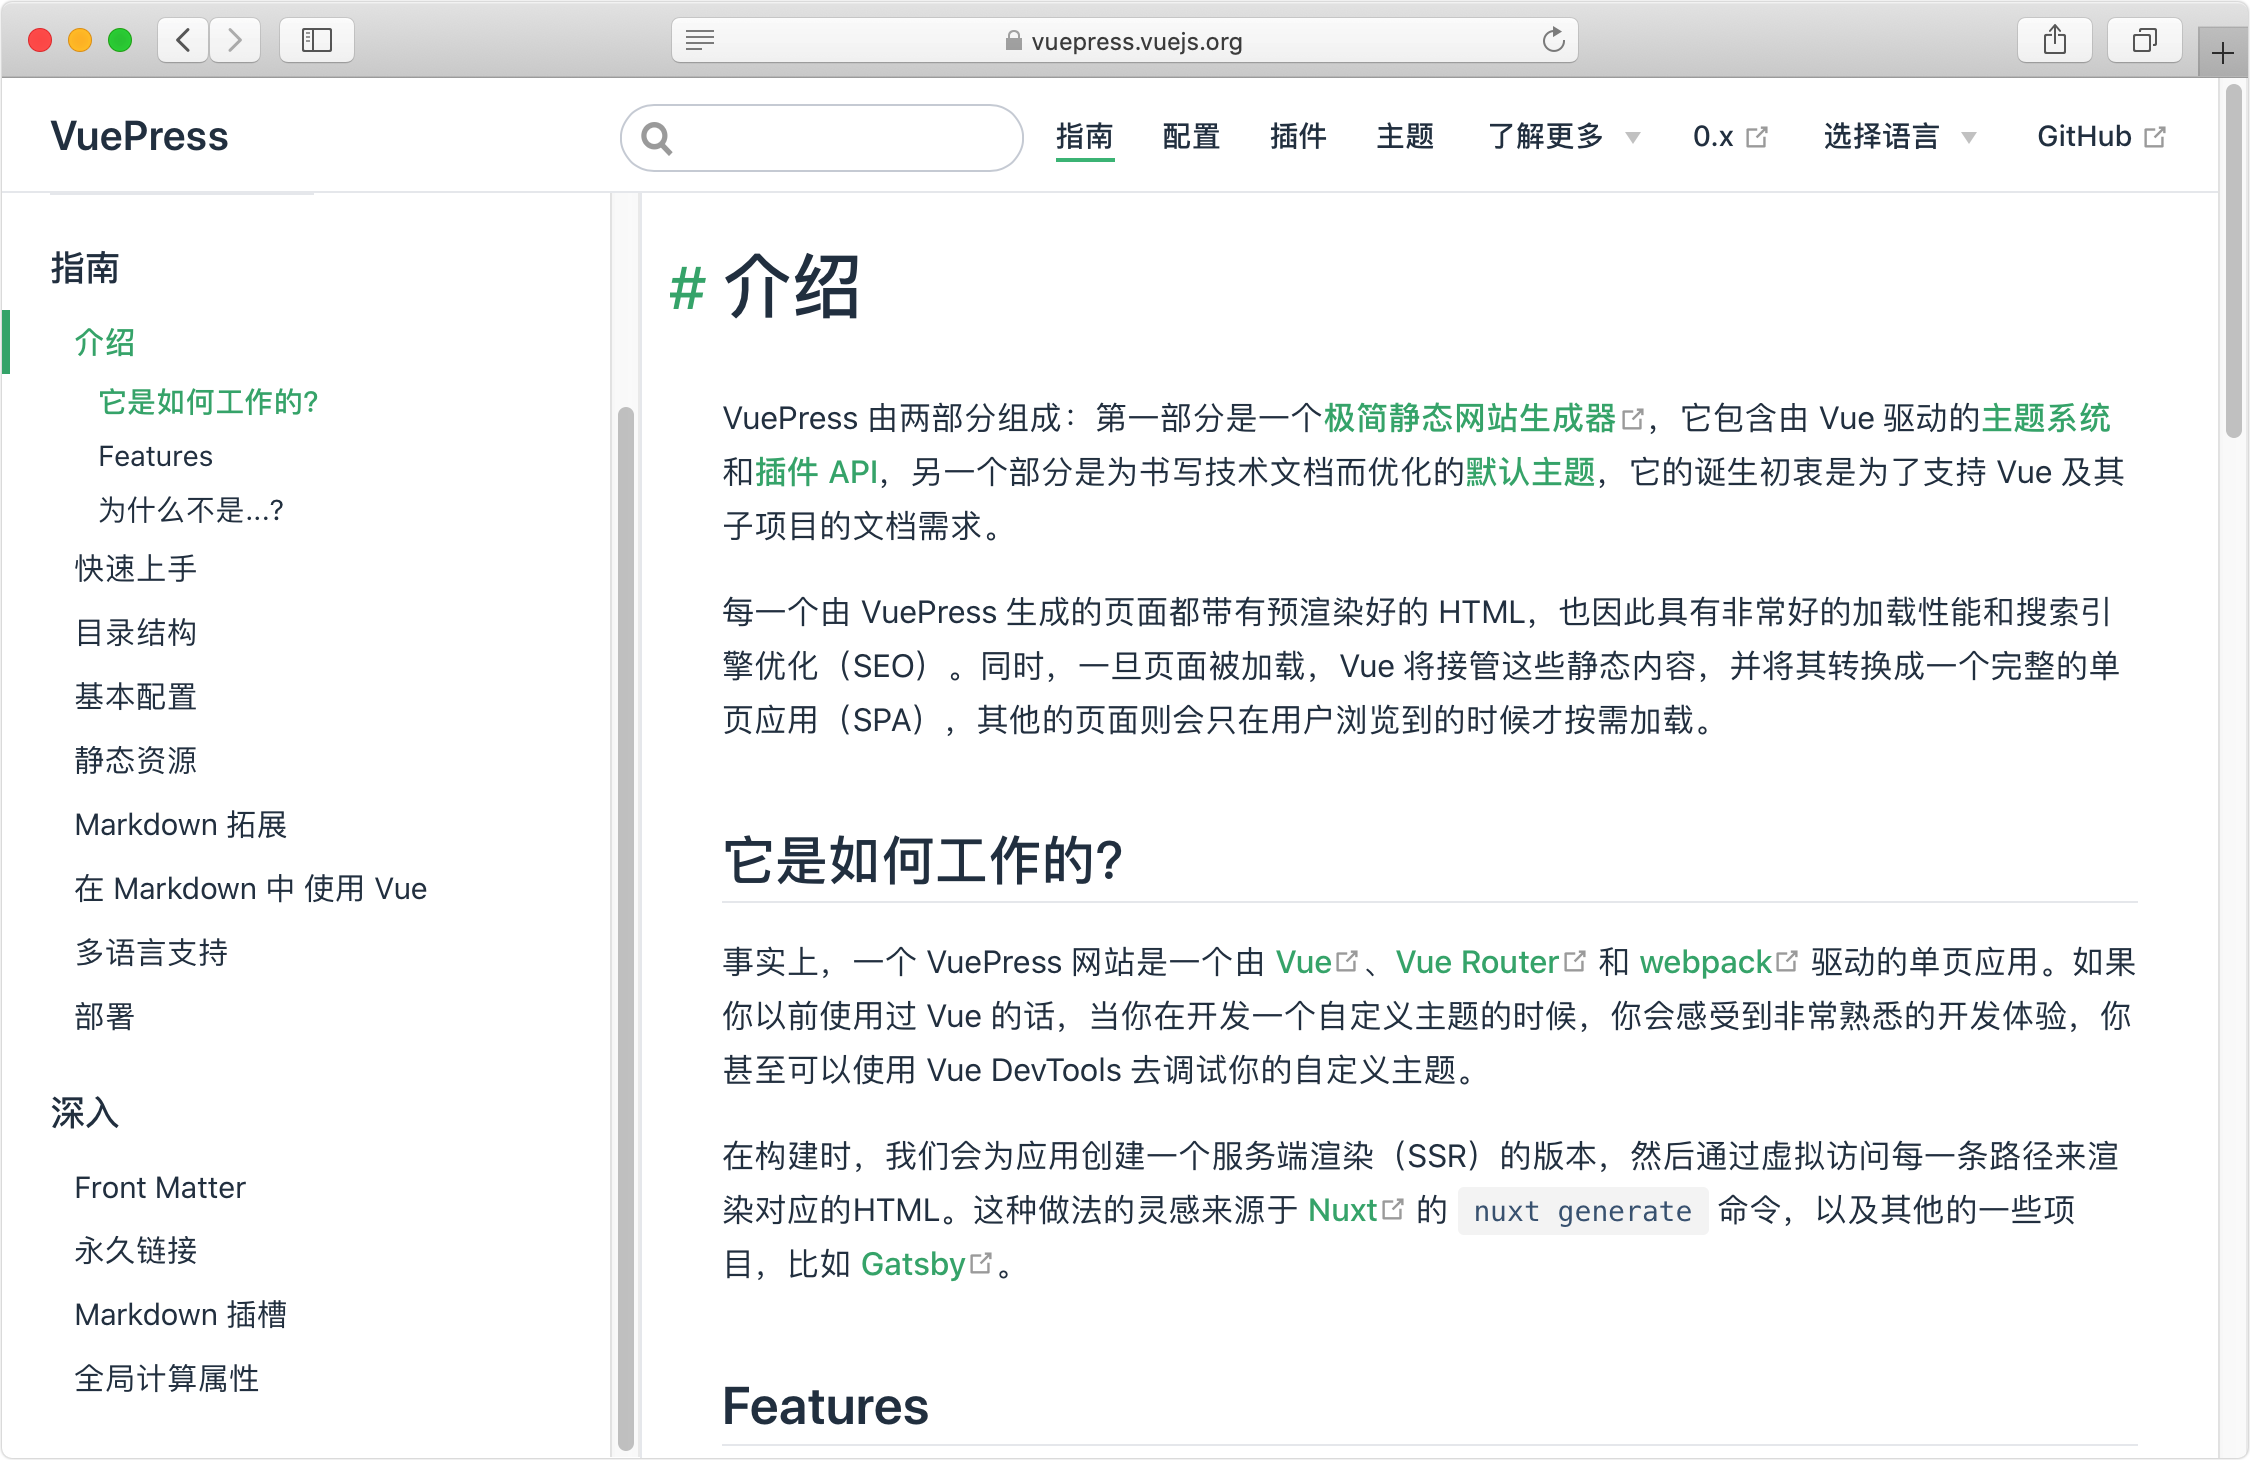 vuepress.vuejs.org
VuePress
指南 配置 插件 主题 了解更多 0.x 选择语言 GitHub
指南
介绍
它是如何工作的?
Features
为什么不是...?
快速上手
目录结构
基本配置
静态资源
Markdown 拓展
在 Markdown 中 使用 Vue
多语言支持
部署
深入
Front Matter
永久链接
Markdown 插槽
全局计算属性
# 介绍
VuePress 由两部分组成：第一部分是一个极简静态网站生成器，它包含由 Vue 驱动的主题系统
和插件 API，另一个部分是为书写技术文档而优化的默认主题，它的诞生初衷是为了支持 Vue 及其
子项目的文档需求。
每一个由 VuePress 生成的页面都带有预渲染好的 HTML，也因此具有非常好的加载性能和搜索引
擎优化（SEO）。同时，一旦页面被加载，Vue 将接管这些静态内容，并将其转换成一个完整的单
页应用（SPA），其他的页面则会只在用户浏览到的时候才按需加载。
它是如何工作的?
事实上，一个 VuePress 网站是一个由 Vue、Vue Router 和 webpack 驱动的单页应用。如果
你以前使用过 Vue 的话，当你在开发一个自定义主题的时候，你会感受到非常熟悉的开发体验，你
甚至可以使用 Vue DevTools 去调试你的自定义主题。
在构建时，我们会为应用创建一个服务端渲染（SSR）的版本，然后通过虚拟访问每一条路径来渲
染对应的HTML。这种做法的灵感来源于 Nuxt 的 nuxt generate 命令，以及其他的一些项
目，比如 Gatsby。
Features